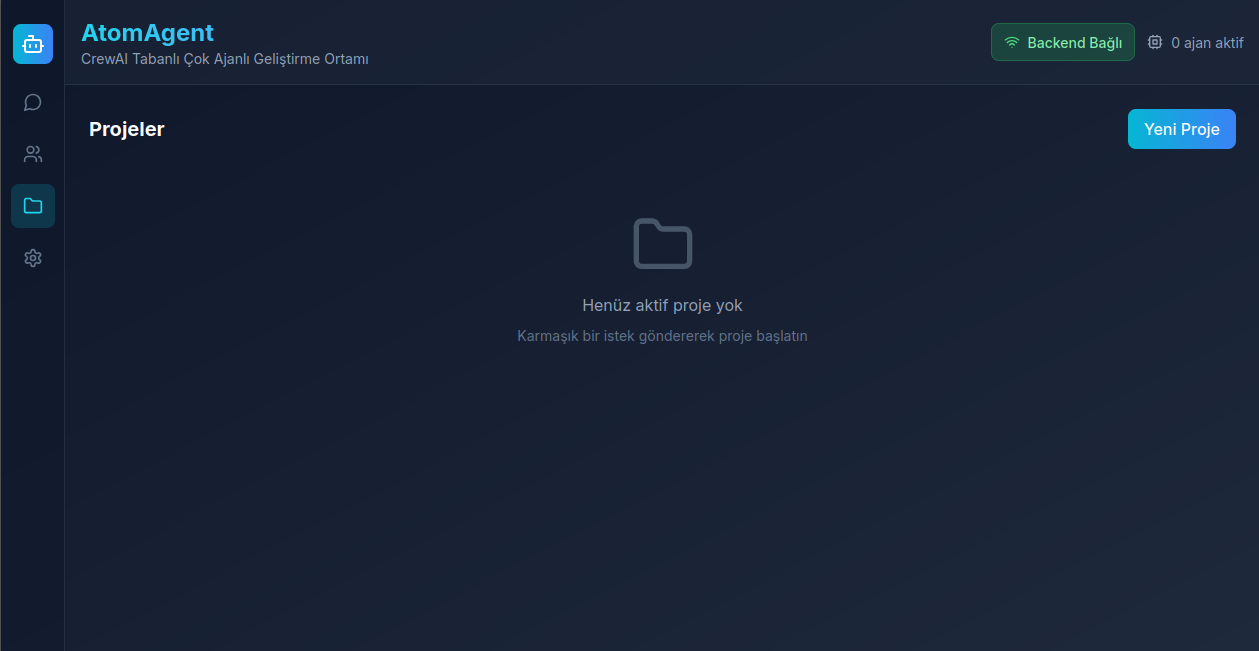 AtomAgent
CrewAI Tabanlı Çok Ajanlı Geliştirme Ortamı
Backend Bağlı
0 ajan aktif
Projeler
Yeni Proje
Henüz aktif proje yok
Karmaşık bir istek göndererek proje başlatın